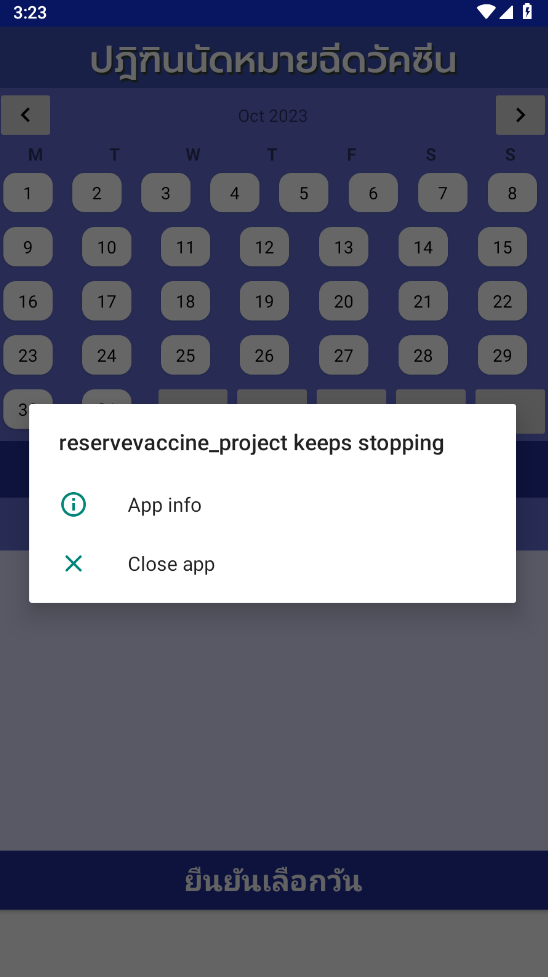 3:23
ปฎิทินนัดหมายฉีดวัคซีน
Oct 2023
M T W T F S S
1 2 3 4 5 6 7 8
9 10 11 12 13 14 15
16 17 18 19 20 21 22
23 24 25 26 27 28 29
reservevaccine_project keeps stopping
App info
Close app
ยืนยันเลือกวัน